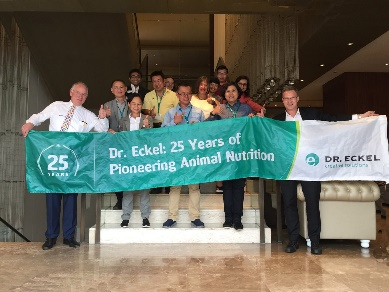 25
YEARS
Dr. Eckel: 25 Years of
Pioneering Animal Nutrition
DR. ECKEL